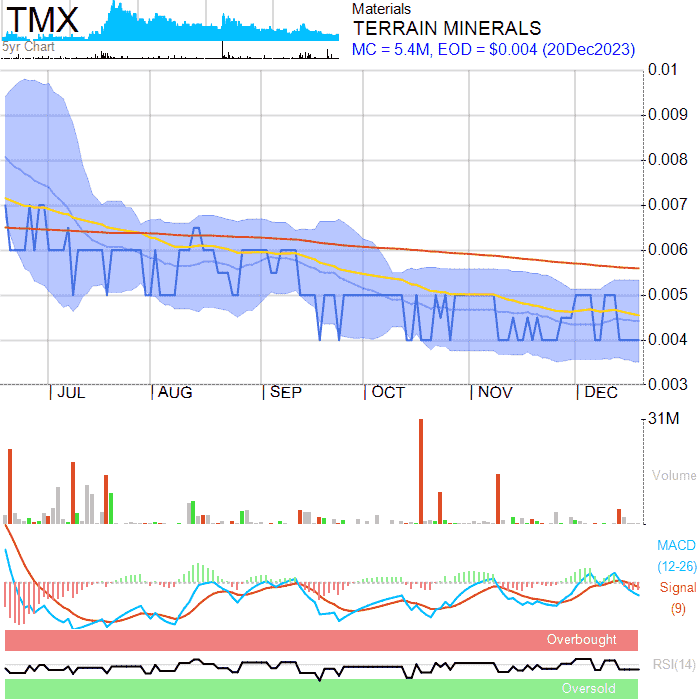 TMX
5yr Chart
Materials
TERRAIN MINERALS
MC = 5.4M, EOD = $0.004 (20Dec2023)
0.01
0.009
0.008
0.007
0.006
0.005
0.004
0.003
JUL AUG SEP OCT NOV DEC
31M
Volume
MACD
(12-26)
Signal
(9)
Overbought
RSI(14)
Oversold